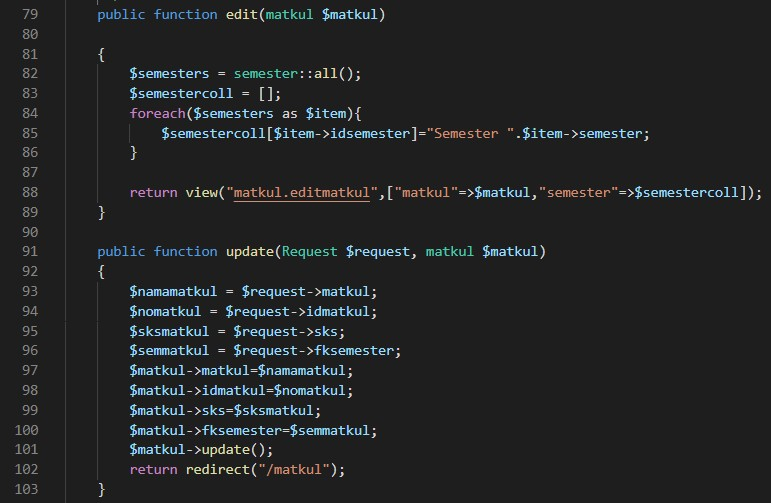 79 public function edit(matkul $matkul)
80
81 {
82 $semesters = semester::all();
83 $semestercoll = [];
84 foreach($semesters as $item){
85 $semestercoll[$item->idsemester]="Semester ".$item->semester;
86 }
87
88 return view("matkul.editmatkul",["matkul"=>$matkul,"semester"=>$semestercoll]);
89 }
90
91 public function update(Request $request, matkul $matkul)
92 {
93 $namamatkul = $request->matkul;
94 $nomatkul = $request->idmatkul;
95 $sksmatkul = $request->sks;
96 $semmatkul = $request->fksemester;
97 $matkul->matkul=$namamatkul;
98 $matkul->idmatkul=$nomatkul;
99 $matkul->sks=$sksmatkul;
100 $matkul->fksemester=$semmatkul;
101 $matkul->update();
102 return redirect("/matkul");
103 }